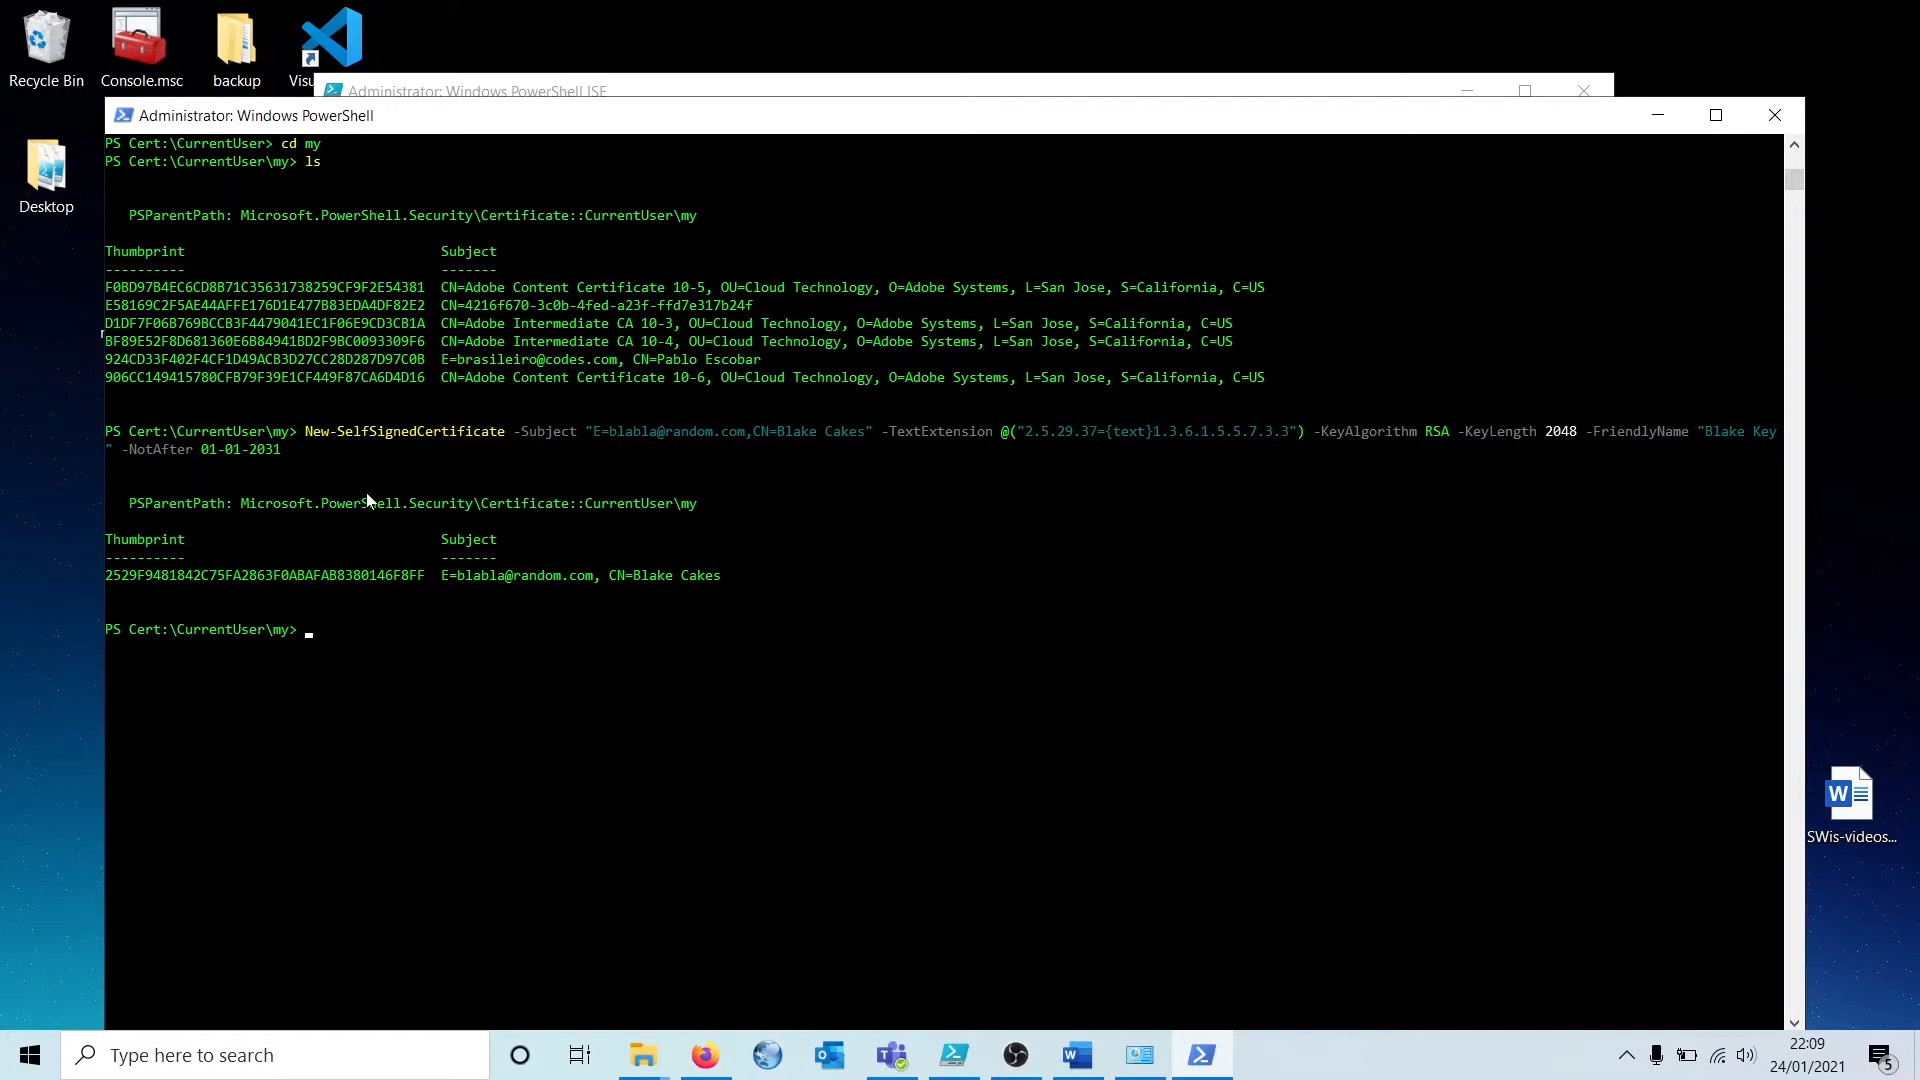 Recycle Bin
Console.msc
backup
Visu
Administrator: Windows PowerShell ISE
Administrator: Windows PowerShell
Desktop
PS Cert:\CurrentUser> cd my
PS Cert:\CurrentUser\my> ls
PSParentPath: Microsoft.PowerShell.Security\Certificate::CurrentUser\my
Thumbprint Subject
---------- -------
F0BD97B4EC6CD8B71C35631738259CF9F2E54381 CN=Adobe Content Certificate 10-5, OU=Cloud Technology, O=Adobe Systems, L=San Jose, S=California, C=US
E58169C2F5AE44AFFE176D1E477B83EDA4DF82E2 CN=4216f670-3c0b-4fed-a23f-ffd7e317b24f
D1DF7F06B769BCCB3F4479041EC1F06E9CD3CB1A CN=Adobe Intermediate CA 10-3, OU=Cloud Technology, O=Adobe Systems, L=San Jose, S=California, C=US
BF89E52F8D681360E6B84941BD2F9BC0093309F6 CN=Adobe Intermediate CA 10-4, OU=Cloud Technology, O=Adobe Systems, L=San Jose, S=California, C=US
924CD33F402F4CF1D49ACB3D27CC28D287D97C0B E=brasileiro@codes.com, CN=Pablo Escobar
906CC149415780CFB79F39E1CF449F87CA6D4D16 CN=Adobe Content Certificate 10-6, OU=Cloud Technology, O=Adobe Systems, L=San Jose, S=California, C=US
PS Cert:\CurrentUser\my> New-SelfSignedCertificate -Subject "E=blabla@random.com,CN=Blake Cakes" -TextExtension @("2.5.29.37={text}1.3.6.1.5.5.7.3.3") -KeyAlgorithm RSA -KeyLength 2048 -FriendlyName "Blake Key
" -NotAfter 01-01-2031
PSParentPath: Microsoft.PowerShell.Security\Certificate::CurrentUser\my
Thumbprint Subject
---------- -------
2529F9481842C75FA2863F0ABAFAB8380146F8FF E=blabla@random.com, CN=Blake Cakes
PS Cert:\CurrentUser\my>
SWis-videos...
Type here to search
22:09
24/01/2021
5